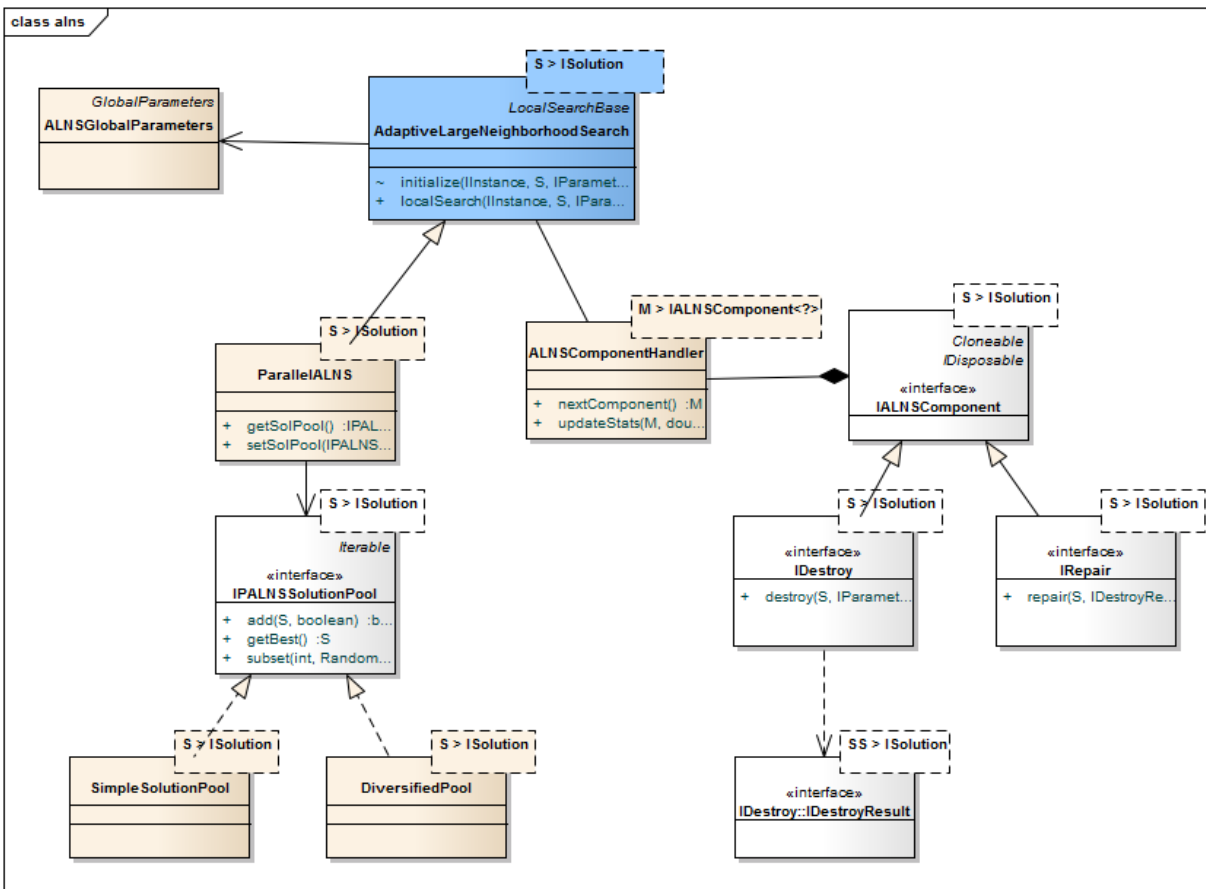 class alns
S > ISolution
GlobalParameters
ALNSGlobalParameters
LocalSearchBase
AdaptiveLargeNeighborhoodSearch
~ initialize(IInstance, S, IParamet...
+ localSearch(IInstance, S, IPara...
S > ISolution
ParallelALNS
+ getSolPool() :IPAL...
+ setSolPool(IPALNS...
M > IALNSComponent<?>
ALNSComponentHandler
+ nextComponent() :M
+ updateStats(M, dou...
S > ISolution
Cloneable
IDisposable
«interface»
IALNSComponent
S > ISolution
Iterable
«interface»
IPALNSSolutionPool
+ add(S, boolean) :b...
+ getBest() :S
+ subset(int, Random...
S > ISolution
«interface»
IDestroy
+ destroy(S, IParamet...
S > ISolution
«interface»
IRepair
+ repair(S, IDestroyRe...
S > ISolution
SimpleSolutionPool
S > ISolution
DiversifiedPool
SS > ISolution
«interface»
IDestroy::IDestroyResult